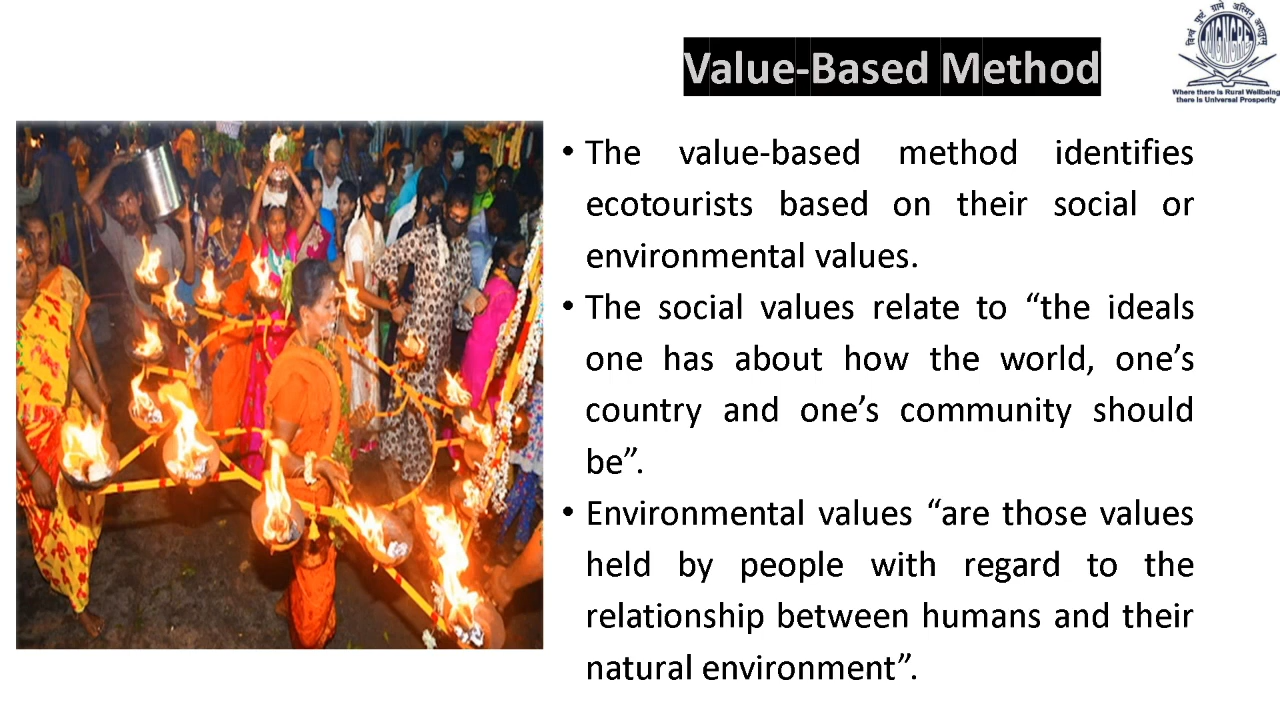 Value-Based Method
MGNCRE
Where there is Rural Wellbeing
there is Universal Prosperity
• The value-based method identifies
ecotourists based on their social or
environmental values.
• The social values relate to “the ideals
one has about how the world, one’s
country and one’s community should
be”.
• Environmental values “are those values
held by people with regard to the
relationship between humans and their
natural environment”.